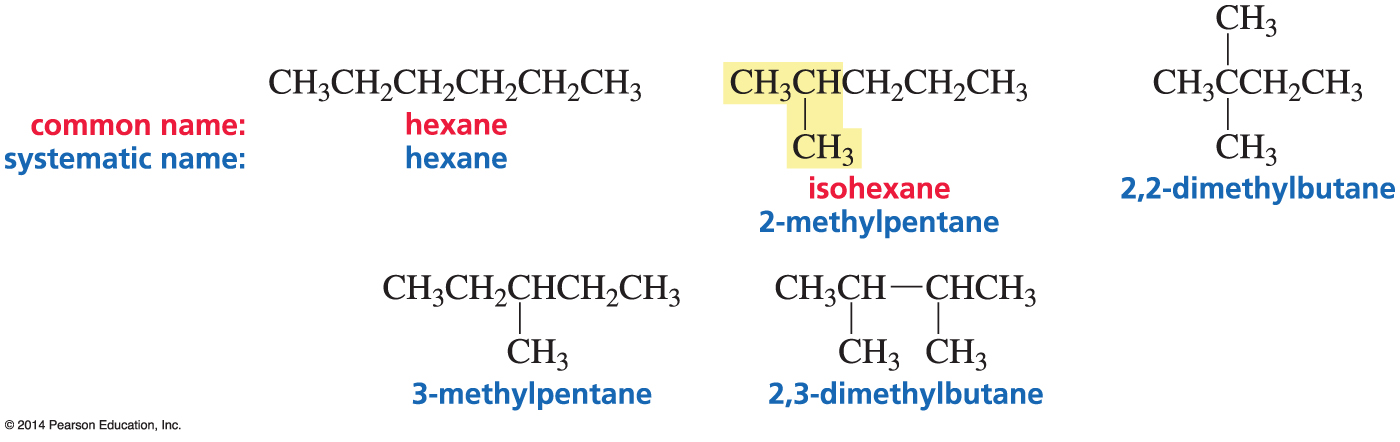 CH₃
CH₃CH₂CH₂CH₂CH₂CH₃
CH₃CHCH₂CH₂CH₃
CH₃CCH₂CH₃
common name: hexane
systematic name: hexane
CH₃
CH₃
isohexane
2-methylpentane
2,2-dimethylbutane
CH₃CH₂CHCH₂CH₃
CH₃CH—CHCH₃
CH₃
CH₃ CH₃
3-methylpentane
2,3-dimethylbutane
© 2014 Pearson Education, Inc.